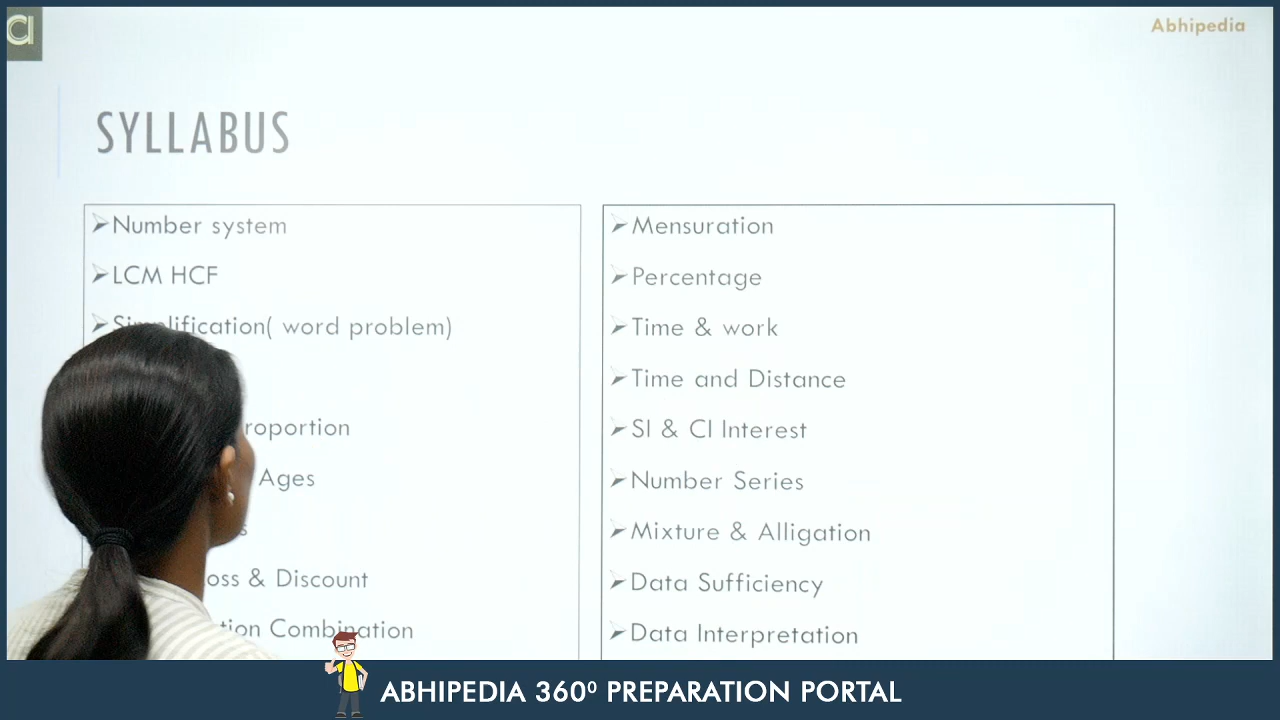 a
Abhipedia
SYLLABUS
➢Number system
➢LCM HCF
➢Simplification( word problem)
roportion
Ages
s
oss & Discount
tion Combination
➢Mensuration
➢Percentage
➢Time & work
➢Time and Distance
➢SI & CI Interest
➢Number Series
➢Mixture & Alligation
➢Data Sufficiency
➢Data Interpretation
ABHIPEDIA 360º PREPARATION PORTAL